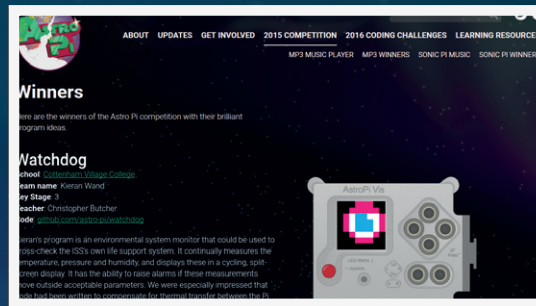 ASTRO
PI
ABOUT UPDATES GET INVOLVED 2015 COMPETITION 2016 CODING CHALLENGES LEARNING RESOURCES
MP3 MUSIC PLAYER MP3 WINNERS SONIC PI MUSIC SONIC PI WINNER
Winners
Here are the winners of the Astro Pi competition with their brilliant
program ideas.
Watchdog
School: Cottenham Village College
Team name: Kieran Wand
Key Stage: 3
Teacher: Christopher Butcher
Code: github.com/astro-pi/watchdog
Kieran's program is an environmental system monitor that could be used to
cross-check the ISS's own life support system. It continually measures the
temperature, pressure and humidity, and displays these in a cycling, split-
screen display. It has the ability to raise alarms if these measurements
move outside acceptable parameters. We were especially impressed that
code had been written to compensate for thermal transfer between the Pi
AstroPi Vis